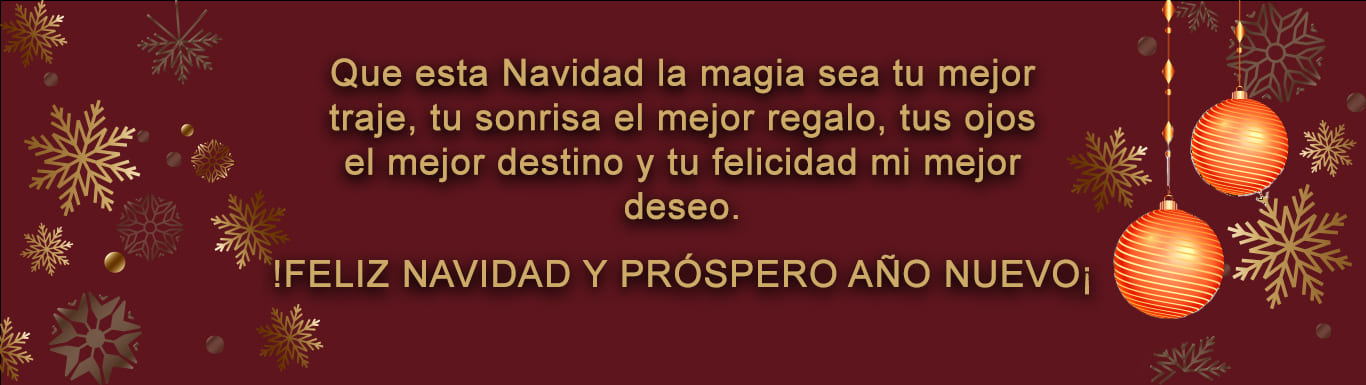 Que esta Navidad la magia sea tu mejor
traje, tu sonrisa el mejor regalo, tus ojos
el mejor destino y tu felicidad mi mejor
deseo.
!FELIZ NAVIDAD Y PRÓSPERO AÑO NUEVO¡